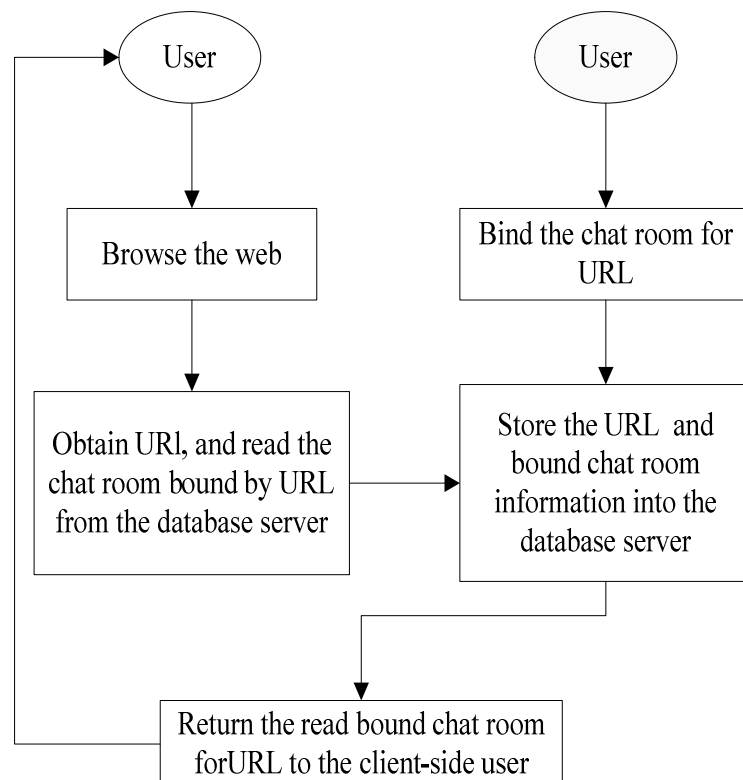 User
User
Browse the web
Bind the chat room for
URL
Obtain URl, and read the
chat room bound by URL
from the database server
Store the URL and
bound chat room
information into the
database server
Return the read bound chat room
forURL to the client-side user